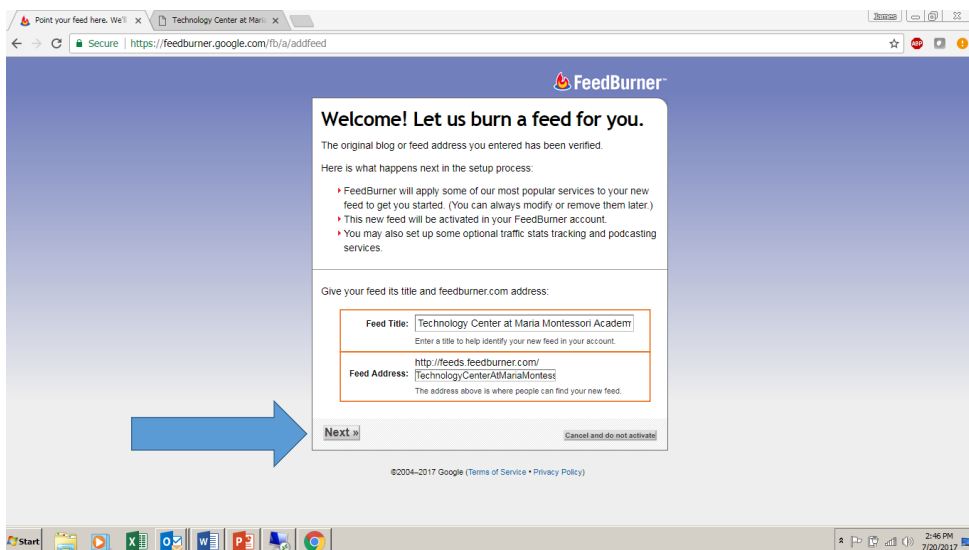 Point your feed here. We'll
Technology Center at Maria
James
Secure | https://feedburner.google.com/fb/a/addfeed
ABP
FeedBurner™
Welcome! Let us burn a feed for you.
The original blog or feed address you entered has been verified.
Here is what happens next in the setup process:
FeedBurner will apply some of our most popular services to your new
feed to get you started. (You can always modify or remove them later.)
This new feed will be activated in your FeedBurner account.
You may also set up some optional traffic stats tracking and podcasting
services.
Give your feed its title and feedburner.com address:
Feed Title: Technology Center at Maria Montessori Academ
Enter a title to help identify your new feed in your account.
http://feeds.feedburner.com/
Feed Address: TechnologyCenterAtMariaMontess
The address above is where people can find your new feed.
Next »
Cancel and do not activate
©2004–2017 Google (Terms of Service • Privacy Policy)
Start
2:46 PM
7/20/2017